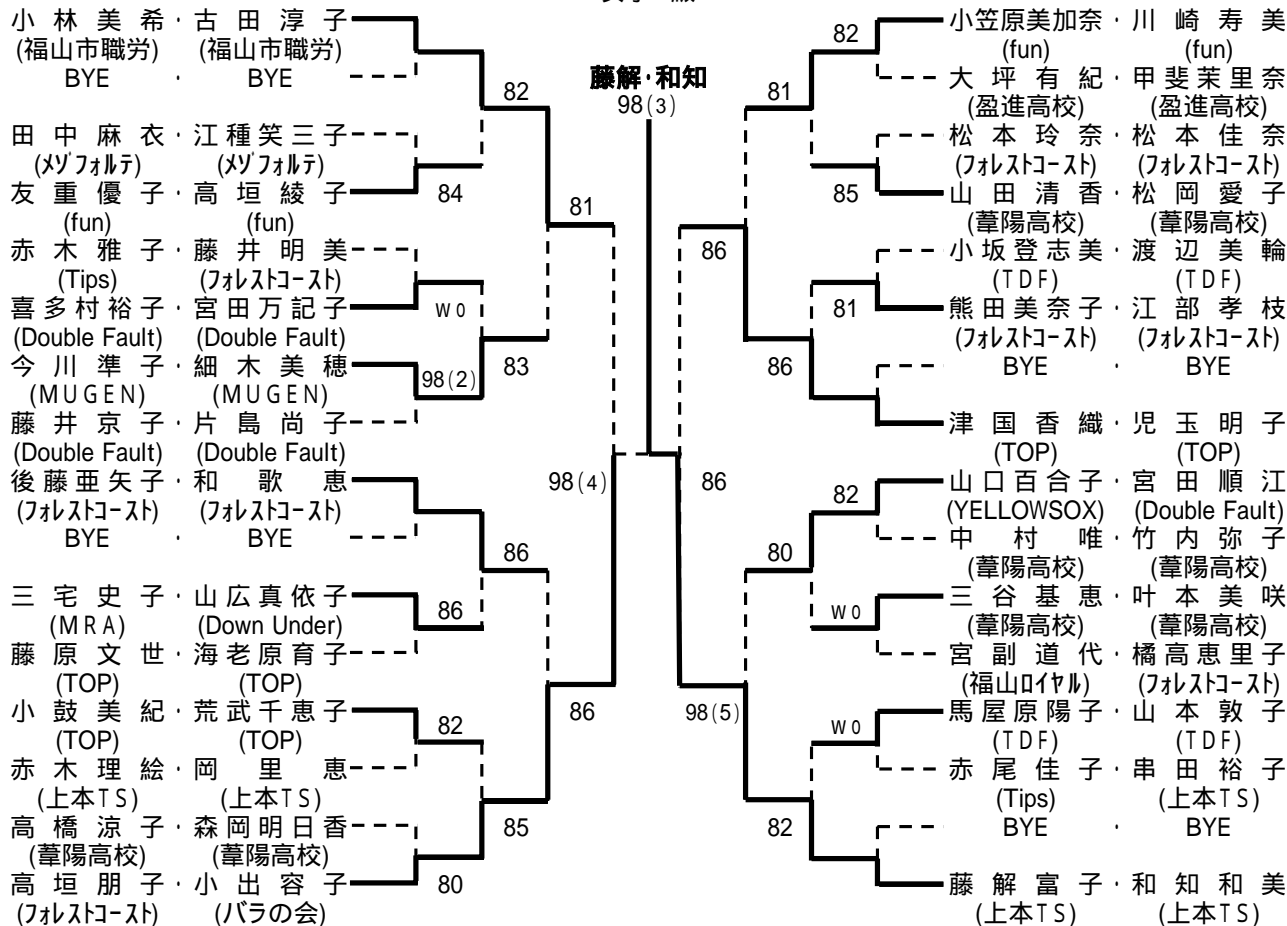 小林美希・古田淳子
(福山市職労) (福山市職労)
BYE ・ BYE
田中麻衣・江種笑三子
(メゾフォルテ) (メゾフォルテ)
友重優子・高垣綾子
(fun) (fun)
赤木雅子・藤井明美
(Tips) (フォレストコースト)
喜多村裕子・宮田万記子
(Double Fault) (Double Fault)
今川準子・細木美穂
(MUGEN) (MUGEN)
藤井京子・片島尚子
(Double Fault) (Double Fault)
後藤亜矢子・和歌恵
(フォレストコースト) (フォレストコースト)
BYE ・ BYE
三宅史子・山広真依子
(MRA) (Down Under)
藤原文世・海老原育子
(TOP) (TOP)
小鼓美紀・荒武千恵子
(TOP) (TOP)
赤木理絵・岡里恵
(上本TS) (上本TS)
高橋涼子・森岡明日香
(葦陽高校) (葦陽高校)
高垣朋子・小出容子
(フォレストコースト) (バラの会)
84
W0
98(2)
86
82
80
82
83
86
85
81
86
98(4)
藤解・和知
98(3)
86
86
98(5)
81
86
80
82
82
85
81
82
W0
W0
小笠原美加奈・川崎寿美
(fun) (fun)
大坪有紀・甲斐茉里奈
(盈進高校) (盈進高校)
松本玲奈・松本佳奈
(フォレストコースト) (フォレストコースト)
山田清香・松岡愛子
(葦陽高校) (葦陽高校)
小坂登志美・渡辺美輪
(TDF) (TDF)
熊田美奈子・江部孝枝
(フォレストコースト) (フォレストコースト)
BYE ・ BYE
津国香織・児玉明子
(TOP) (TOP)
山口百合子・宮田順江
(YELLOWSOX) (Double Fault)
中村唯・竹内弥子
(葦陽高校) (葦陽高校)
三谷基恵・叶本美咲
(葦陽高校) (葦陽高校)
宮副道代・橘高恵里子
(福山ロイヤル) (フォレストコースト)
馬屋原陽子・山本敦子
(TDF) (TDF)
赤尾佳子・串田裕子
(Tips) (上本TS)
BYE ・ BYE
藤解富子・和知和美
(上本TS) (上本TS)